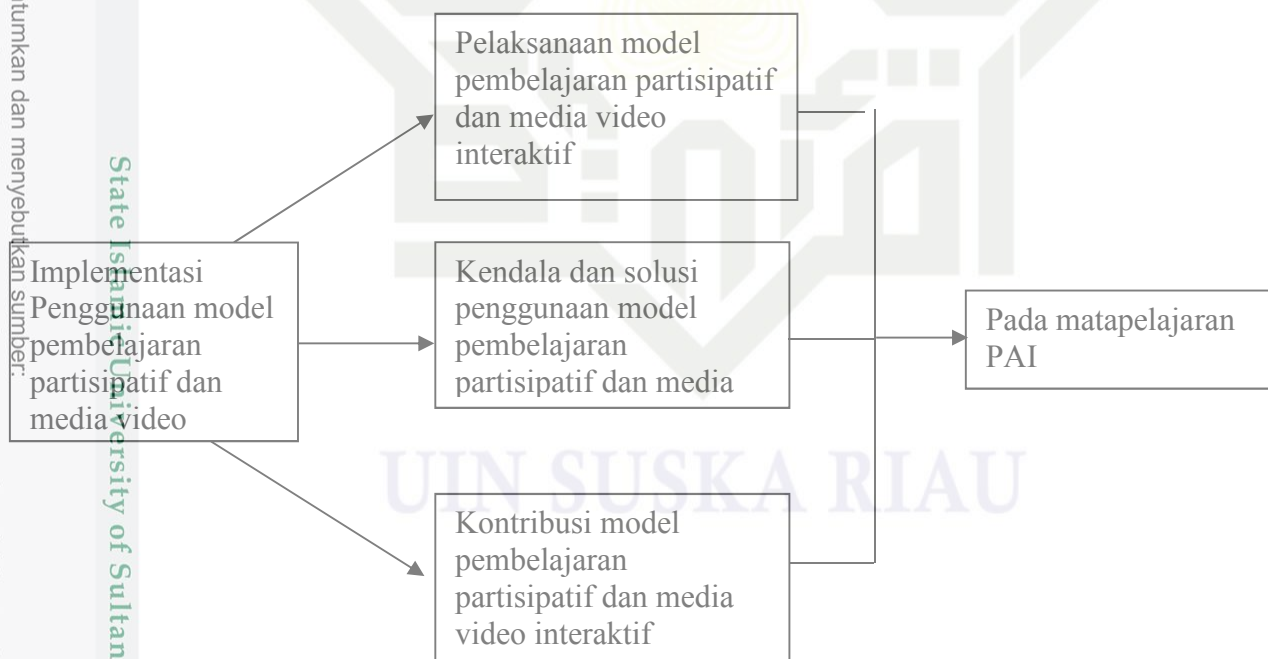 Pelaksanaan model
pembelajaran partisipatif
dan media video
interaktif
Implementasi
Penggunaan model
pembelajaran
partisipatif dan
media video
Kendala dan solusi
penggunaan model
pembelajaran
partisipatif dan media
Kontribusi model
pembelajaran
partisipatif dan media
video interaktif
Pada matapelajaran
PAI
UIN SUSKA RIAU
State Islamic University of Sultan
dan menyebutkan sumber: